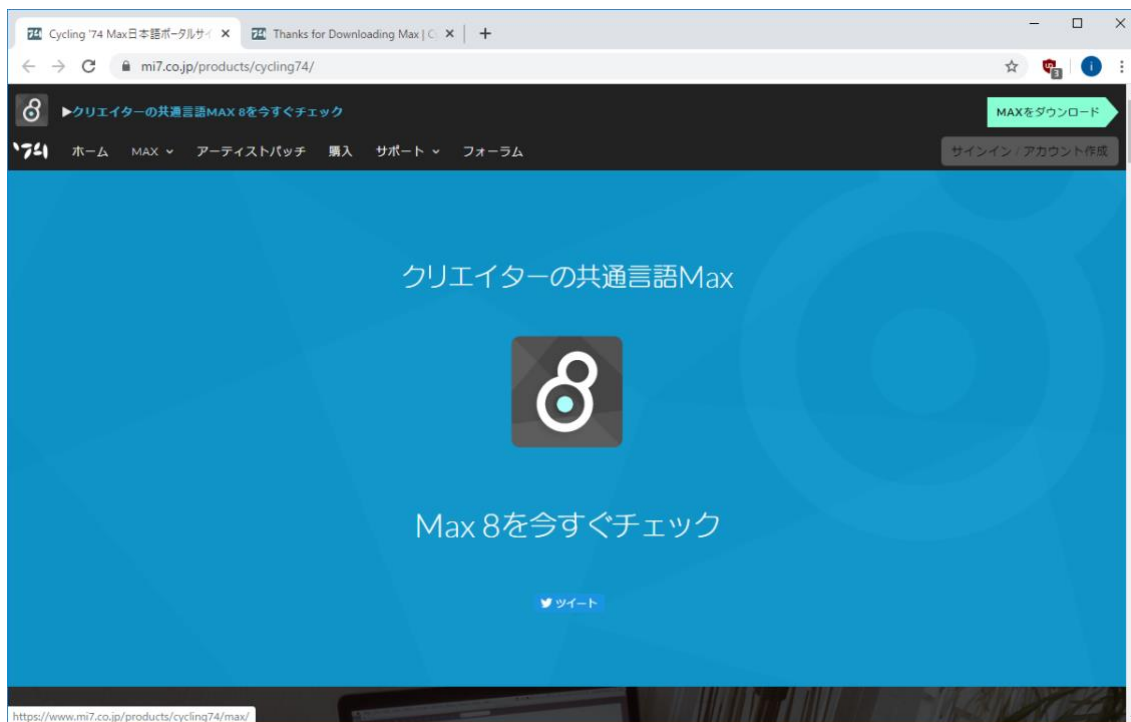 Cycling '74 Max日本語ポータルサイ
Thanks for Downloading Max | C
mi7.co.jp/products/cycling74/
3
i
▶クリエイターの共通言語MAX 8を今すぐチェック
MAXをダウンロード
'74 ホーム MAX アーティストパッチ 購入 サポート フォーラム
サインイン / アカウント作成
クリエイターの共通言語Max
8
Max 8を今すぐチェック
ツイート
https://www.mi7.co.jp/products/cycling74/max/